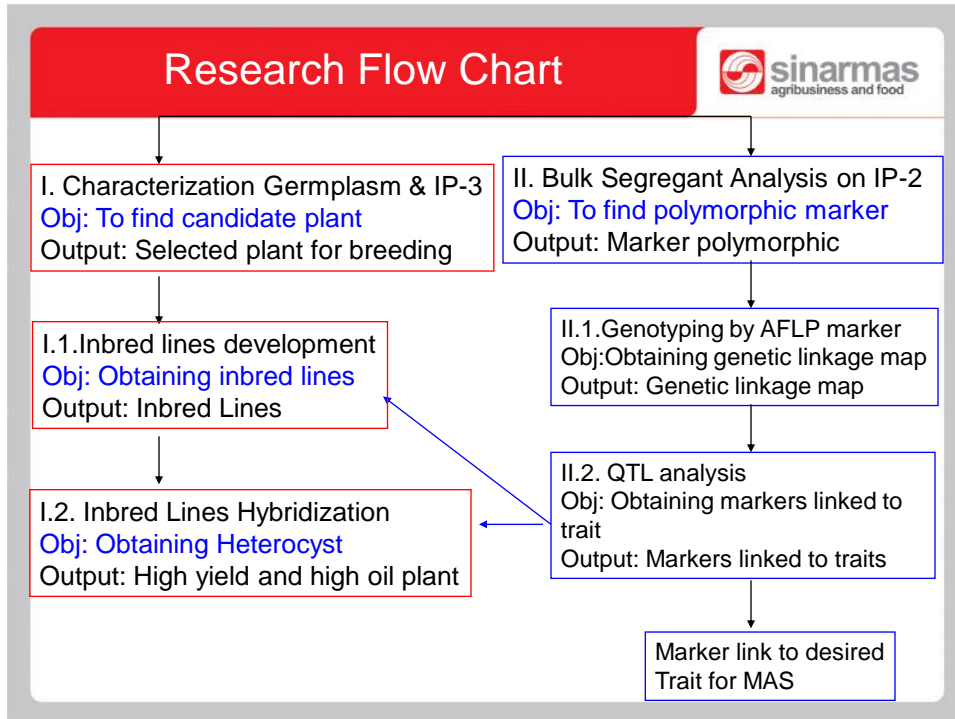 Research Flow Chart
sinarmas
agribusiness and food
I. Characterization Germplasm & IP-3
Obj: To find candidate plant
Output: Selected plant for breeding
II. Bulk Segregant Analysis on IP-2
Obj: To find polymorphic marker
Output: Marker polymorphic
I.1.Inbred lines development
Obj: Obtaining inbred lines
Output: Inbred Lines
II.1.Genotyping by AFLP marker
Obj:Obtaining genetic linkage map
Output: Genetic linkage map
I.2. Inbred Lines Hybridization
Obj: Obtaining Heterocyst
Output: High yield and high oil plant
II.2. QTL analysis
Obj: Obtaining markers linked to
trait
Output: Markers linked to traits
Marker link to desired
Trait for MAS